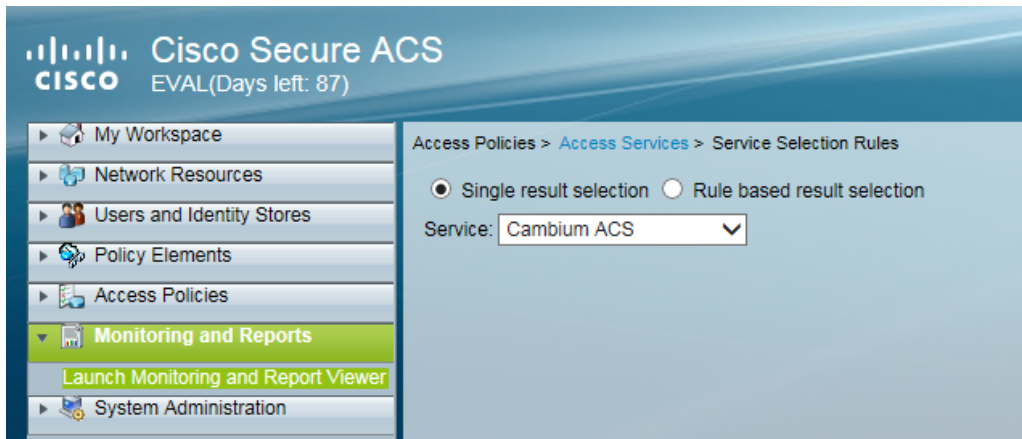 Cisco Secure ACS
CISCO
EVAL(Days left: 87)
My Workspace
Network Resources
Users and Identity Stores
Policy Elements
Access Policies
Monitoring and Reports
Launch Monitoring and Report Viewer
System Administration
Access Policies > Access Services > Service Selection Rules
Single result selection Rule based result selection
Service: Cambium ACS